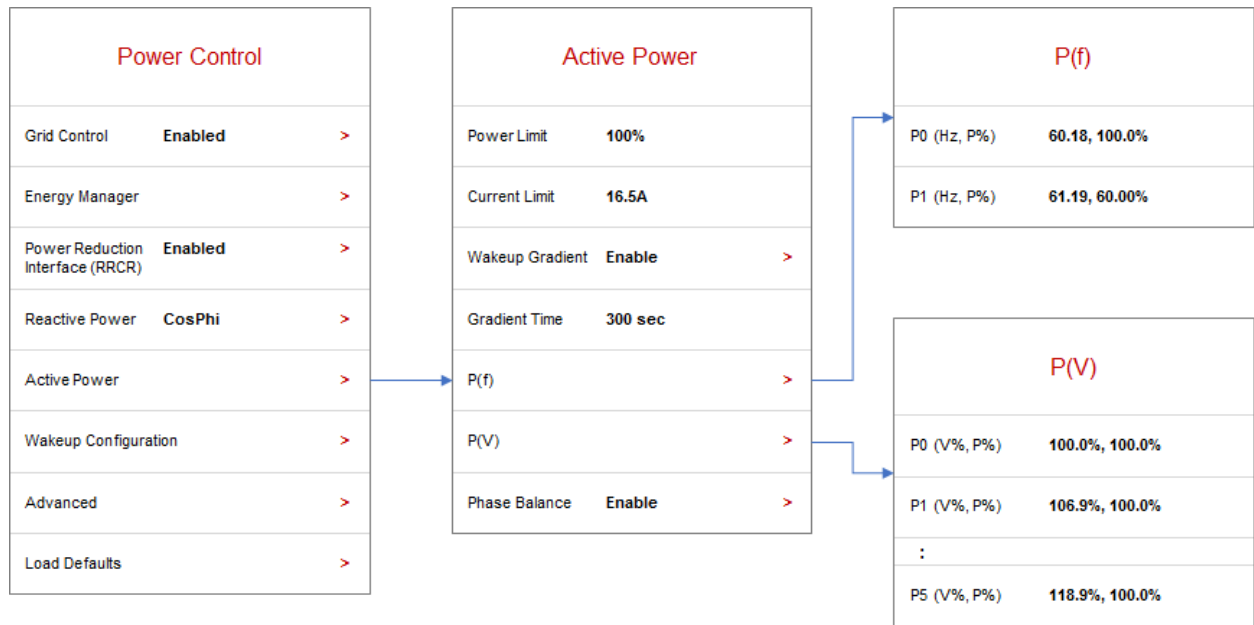 Power Control
Grid Control Enabled >
Energy Manager >
Power Reduction Enabled >
Interface (RRCR)
Reactive Power CosPhi >
Active Power >
Wakeup Configuration >
Advanced >
Load Defaults >
Active Power
Power Limit 100%
Current Limit 16.5A
Wakeup Gradient Enable >
Gradient Time 300 sec
P(f) >
P(V) >
Phase Balance Enable >
P(f)
P0 (Hz, P%) 60.18, 100.0%
P1 (Hz, P%) 61.19, 60.00%
P(V)
P0 (V%, P%) 100.0%, 100.0%
P1 (V%, P%) 106.9%, 100.0%
:
P5 (V%, P%) 118.9%, 100.0%